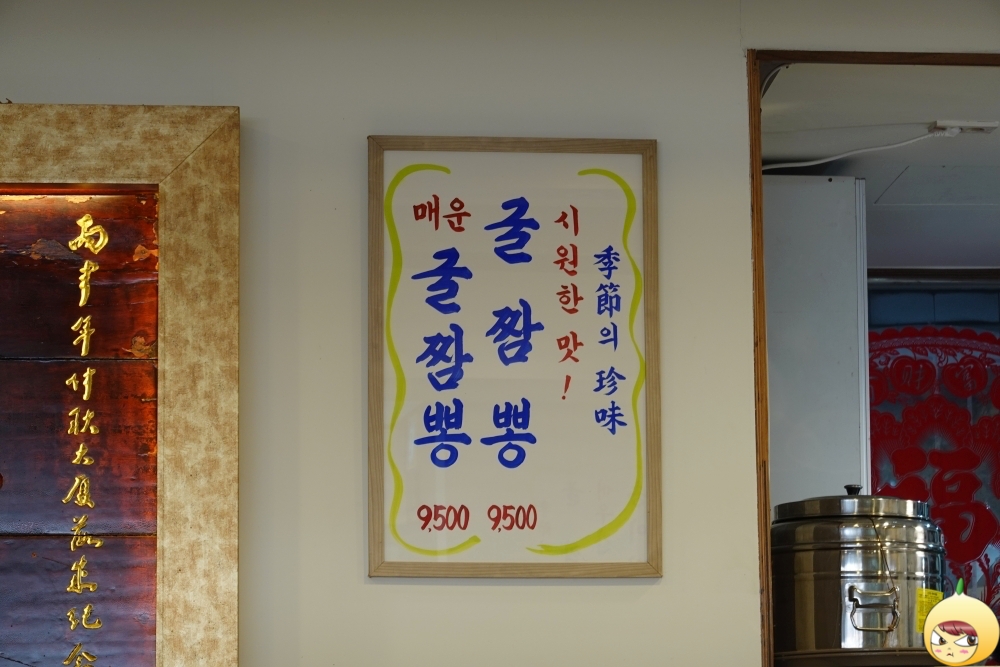 季節의 珍味
시원한 맛!
굴짬뽕
9,500
매운
굴짬뽕
9,500
福